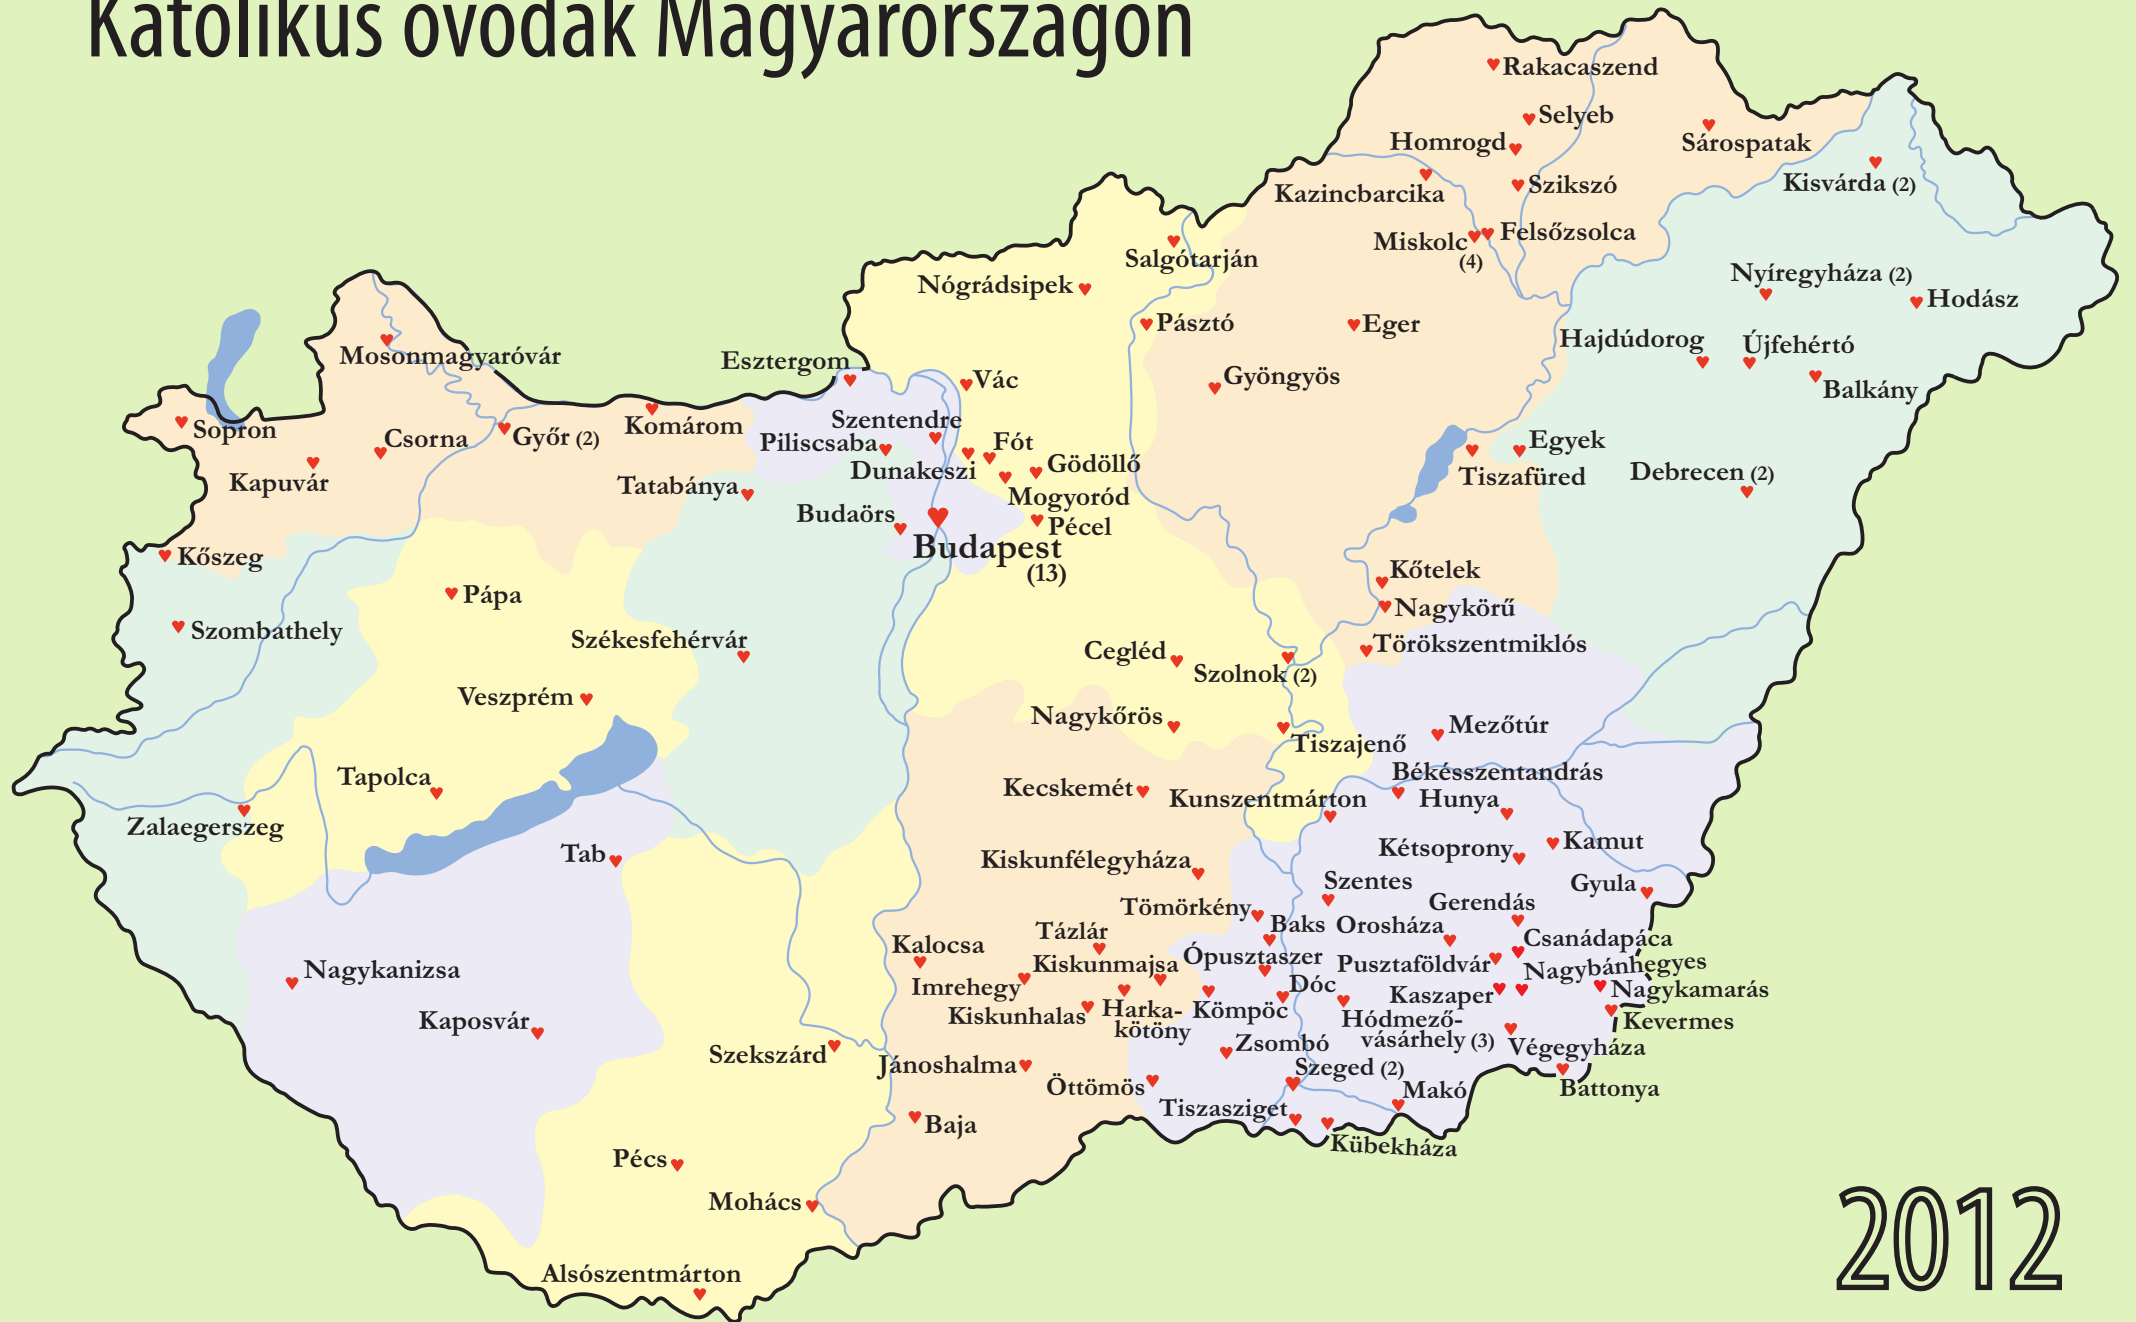 Katolikus óvodák Magyarországon
Rakacaszend
Selyeb
Homrogd
Sárospatak
Kazincbarcika
Szikszó
Kisvárda (2)
Miskolc
(4)
Felsőzsolca
Salgótarján
Nógrádsipek
Nyíregyháza (2)
Hodász
Pásztó
Eger
Hajdúdorog
Újfehértó
Mosonmagyaróvár
Esztergom
Vác
Gyöngyös
Balkány
Sopron
Csorna
Győr (2)
Komárom
Szentendre
Piliscsaba
Fót
Egyek
Kapuvár
Tatabánya
Dunakeszi
Gödöllő
Tiszafüred
Debrecen (2)
Mogyoród
Budaörs
Pécel
Budapest
(13)
Kőszeg
Kőtelek
Pápa
Nagykörű
Szombathely
Székesfehérvár
Cegléd
Törökszentmiklós
Szolnok (2)
Veszprém
Nagykőrös
Mezőtúr
Tiszajenő
Tapolca
Békésszentandrás
Kecskemét
Kunszentmárton
Hunya
Zalaegerszeg
Tab
Kiskunfélegyháza
Kétsoprony
Kamut
Szentes
Gyula
Tömörkény
Gerendás
Baks
Orosháza
Tázlár
Kalocsa
Csanádapáca
Kiskunmajsa
Ópusztaszer
Pusztaföldvár
Nagybánhegyes
Nagykanizsa
Imrehegy
Dóc
Kaszaper
Nagykamarás
Kiskunhalas
Harka-
kötöny
Kömpöc
Hódmező-
vásárhely (3)
Kevermes
Kaposvár
Zsombó
Végegyháza
Szekszárd
Jánoshalma
Szeged (2)
Öttömös
Makó
Battonya
Tiszasziget
Baja
Kübekháza
Pécs
Mohács
Alsószentmárton
2012